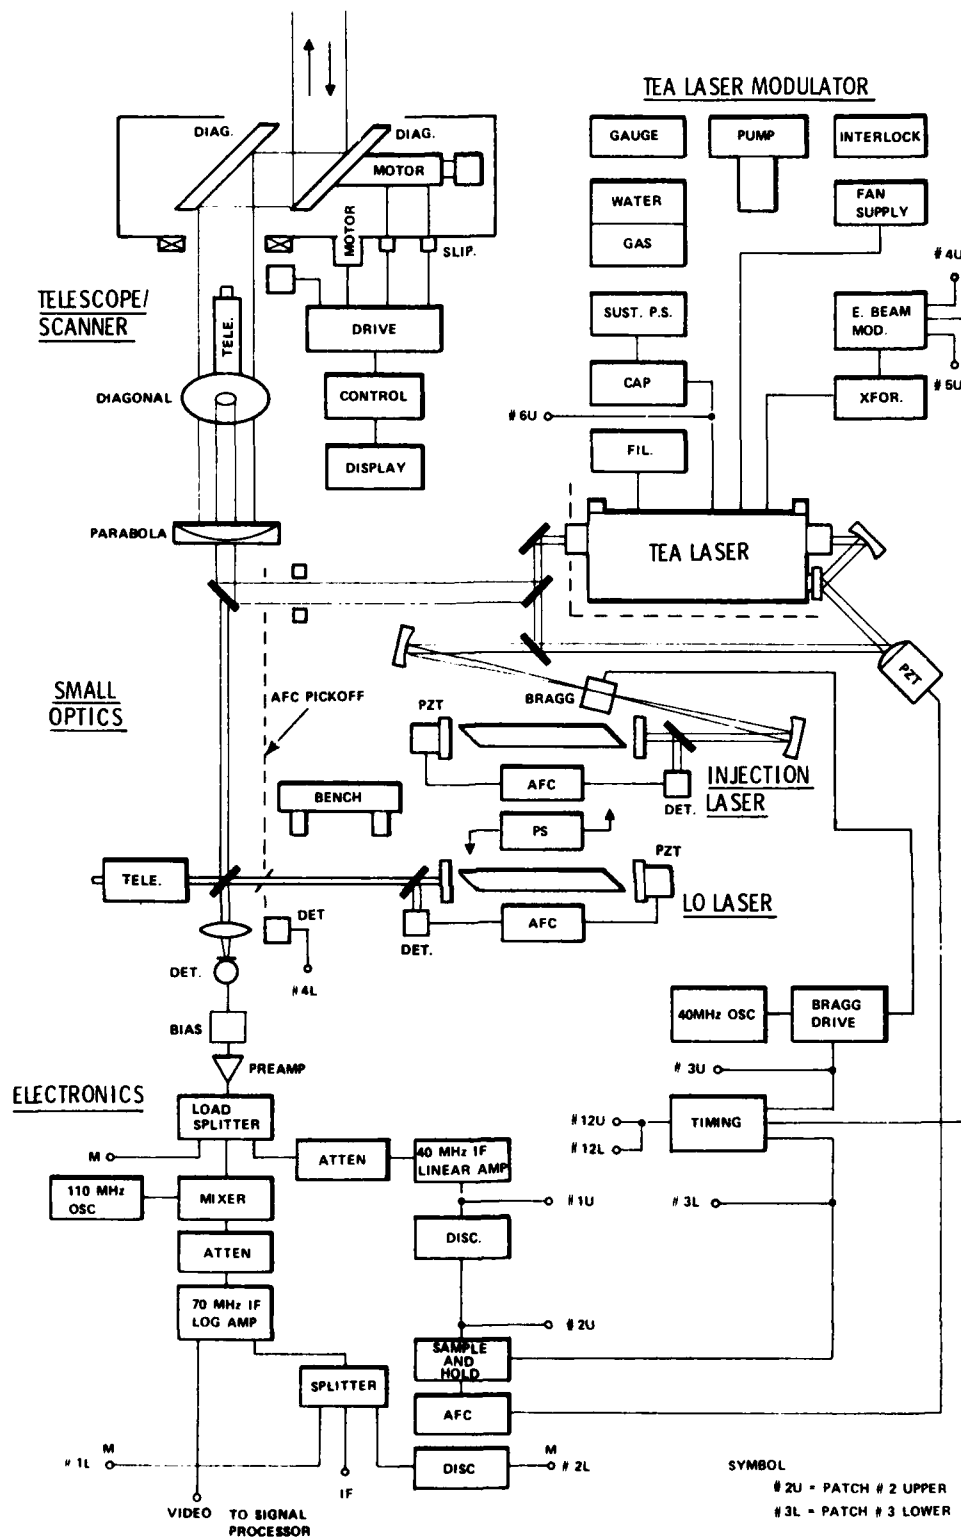 TEA LASER MODULATOR
DIAG.
DIAG.
MOTOR
MOTOR
SLIP.
GAUGE
PUMP
INTERLOCK
WATER
GAS
FAN
SUPPLY
#4U
TELESCOPE/
SCANNER
TELE.
DRIVE
SUST. P.S.
E. BEAM
MOD.
#5U
DIAGONAL
CONTROL
CAP
XFOR.
#6U
DISPLAY
FIL.
PARABOLA
TEA LASER
SMALL
OPTICS
AFC PICKOFF
BRAGG
PZT
PZT
BENCH
AFC
DET.
INJECTION
LASER
PS
TELE.
PZT
LO LASER
AFC
DET
DET.
#4L
DET.
BIAS
40MHz OSC
BRAGG
DRIVE
PREAMP
#3U
ELECTRONICS
LOAD
SPLITTER
#12U
#12L
TIMING
M
ATTEN
40 MHz IF
LINEAR AMP
110 MHz
OSC
MIXER
#1U
#3L
ATTEN
DISC.
70 MHz IF
LOG AMP
#2U
SAMPLE
AND
HOLD
SPLITTER
AFC
M
#1L
DISC
M
#2L
IF
VIDEO
TO SIGNAL
PROCESSOR
SYMBOL
#2U = PATCH #2 UPPER
#3L = PATCH #3 LOWER